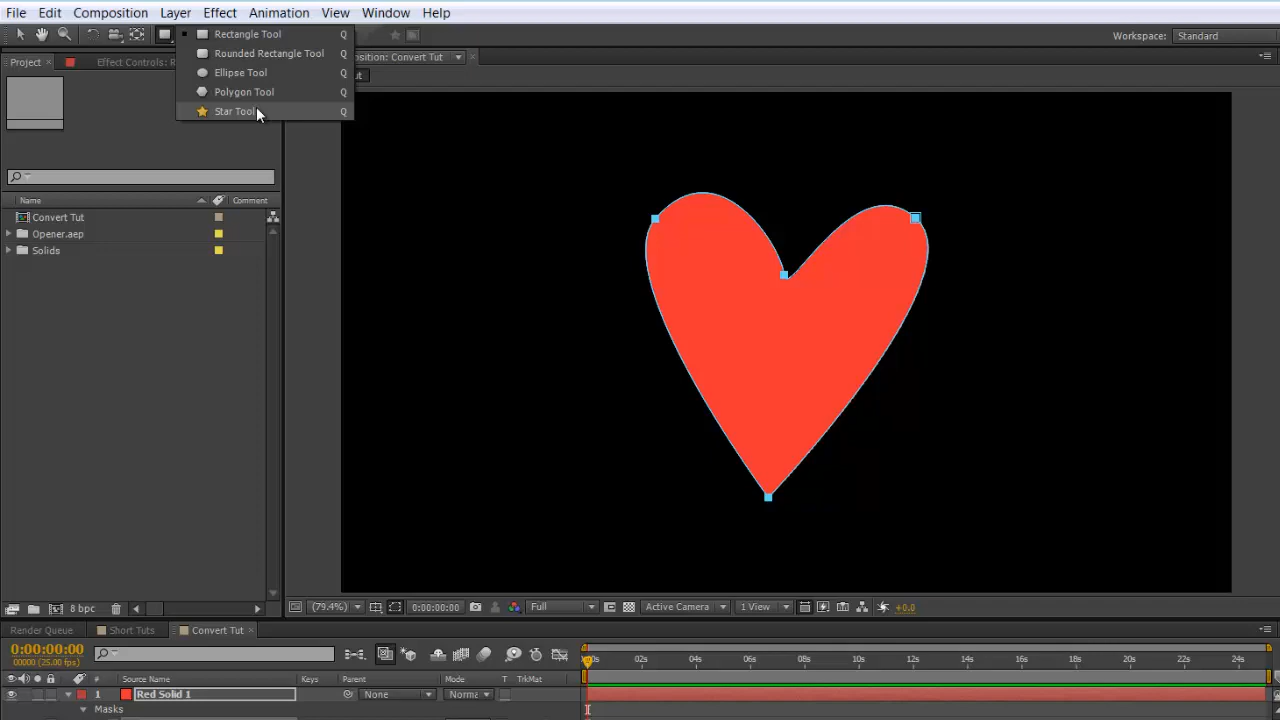 File Edit Composition Layer Effect Animation View Window Help
Rectangle Tool Q
Rounded Rectangle Tool Q
Ellipse Tool Q
Polygon Tool Q
Star Tool Q
Workspace: Standard
Project Effect Controls: R
position: Convert Tut
ut
Name Comment
Convert Tut
Opener.aep
Solids
8 bpc
(79.4%) 0:00:00:00 Full Active Camera 1 View +0.0
Render Queue Short Tuts Convert Tut
0:00:00:00
00000 (25.00 fps)
00s 02s 04s 06s 08s 10s 12s 14s 16s 18s 20s 22s 24s
# Source Name Keys Parent Mode T TrkMat
1 Red Solid 1 None Norma
Masks